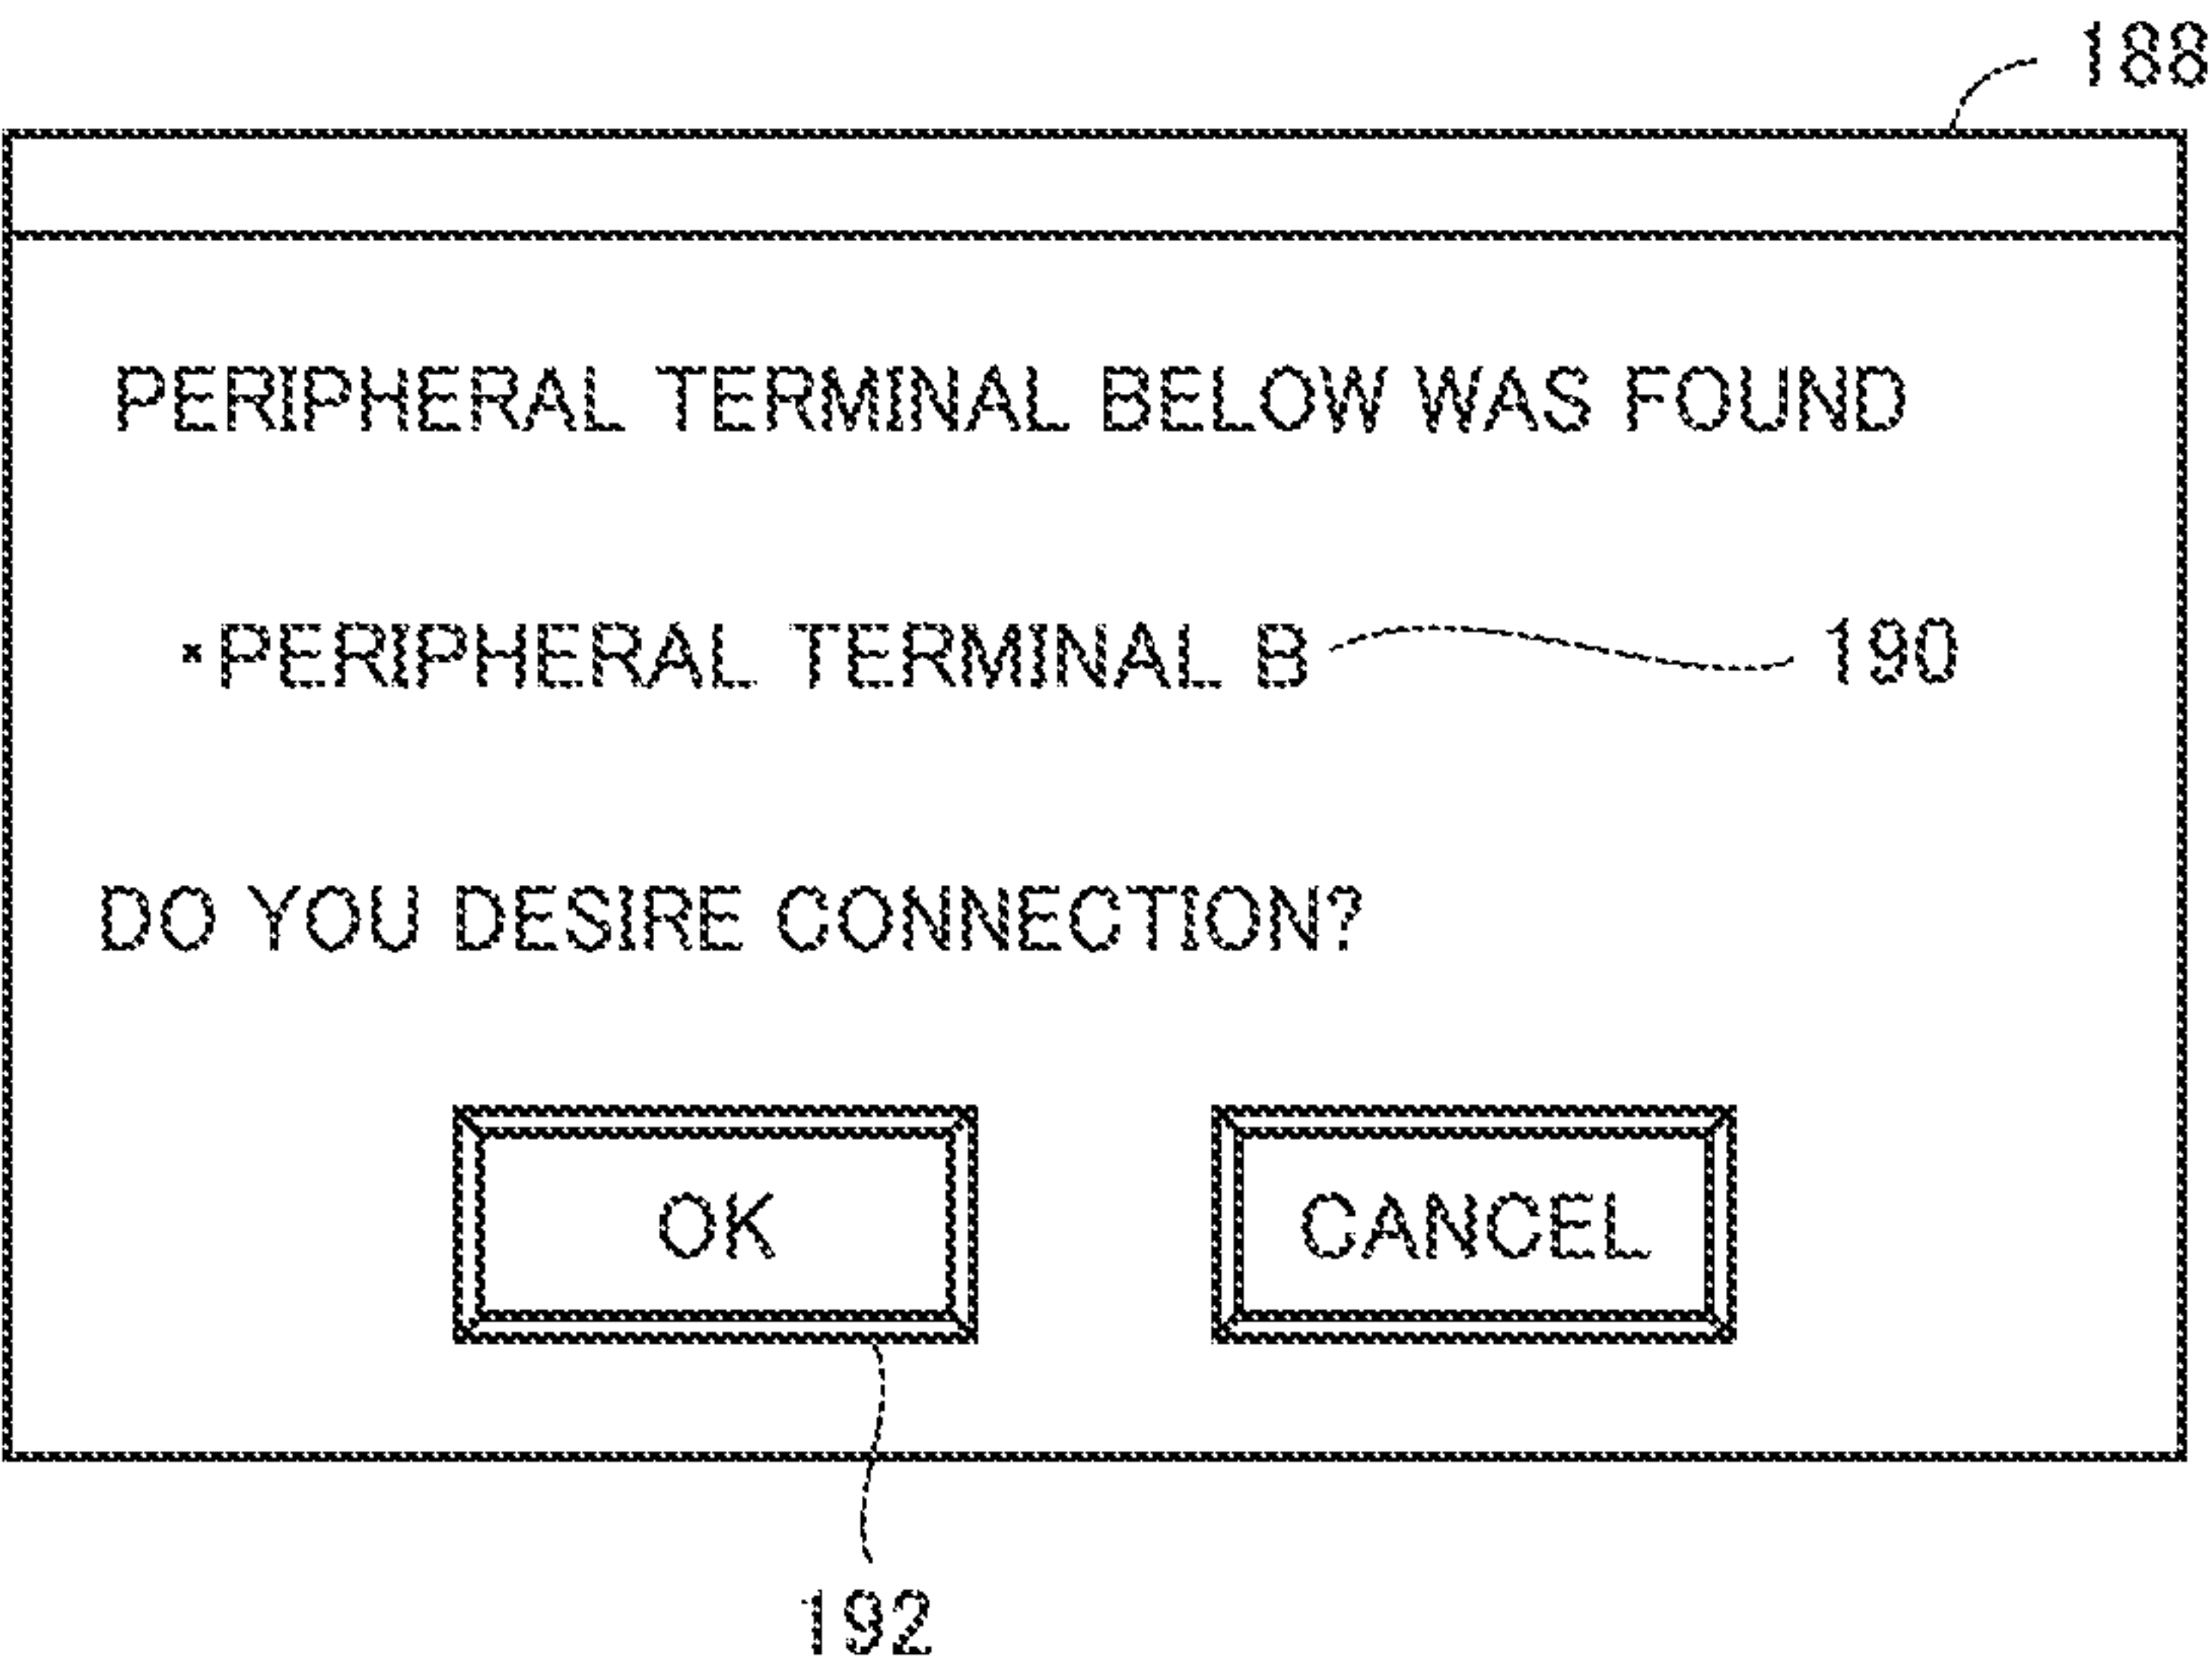 188
PERIPHERAL TERMINAL BELOW WAS FOUND
・PERIPHERAL TERMINAL B 190
DO YOU DESIRE CONNECTION?
OK CANCEL
192